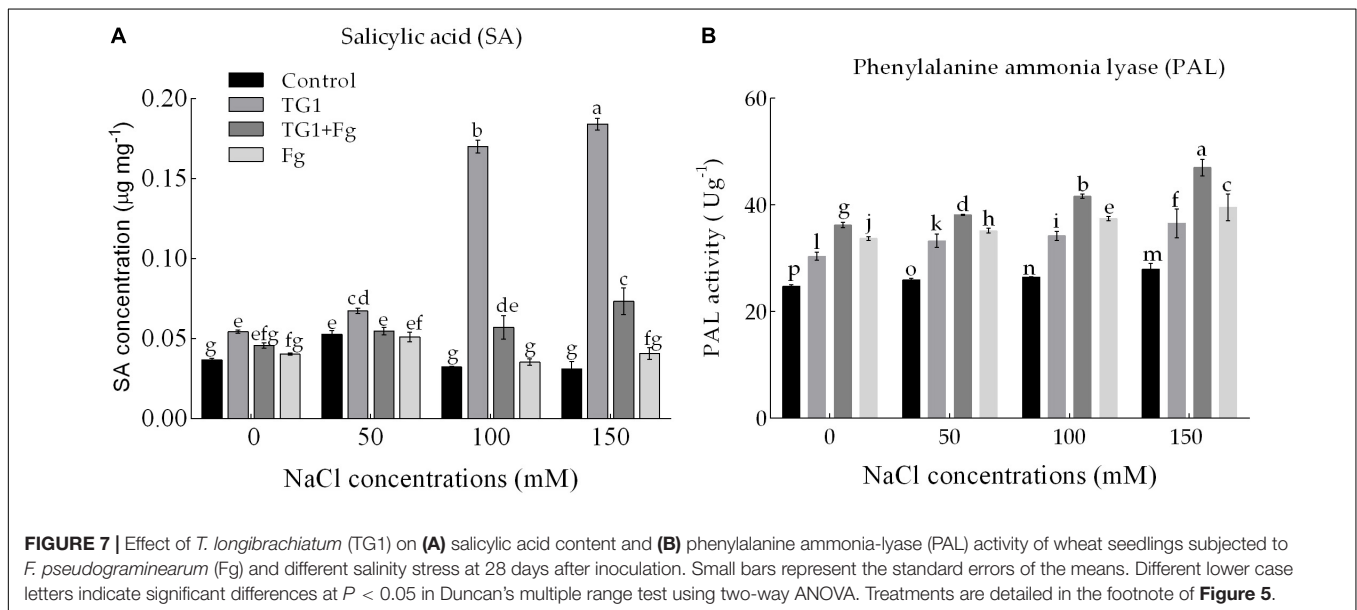 A
Salicylic acid (SA)
Control
TG1
TG1+Fg
Fg
SA concentration (µg mg⁻¹)
0.20
0.15
0.10
0.05
0.00
g e efg fg
e cd e ef
g b de g
g a c fg
0 50 100 150
NaCl concentrations (mM)
B
Phenylalanine ammonia lyase (PAL)
PAL activity ( Ug⁻¹)
60
40
20
0
p l g j
o k d h
n i b e
m f a c
0 50 100 150
NaCl concentrations (mM)
FIGURE 7 | Effect of T. longibrachiatum (TG1) on (A) salicylic acid content and (B) phenylalanine ammonia-lyase (PAL) activity of wheat seedlings subjected to
F. pseudograminearum (Fg) and different salinity stress at 28 days after inoculation. Small bars represent the standard errors of the means. Different lower case
letters indicate significant differences at P < 0.05 in Duncan's multiple range test using two-way ANOVA. Treatments are detailed in the footnote of Figure 5.